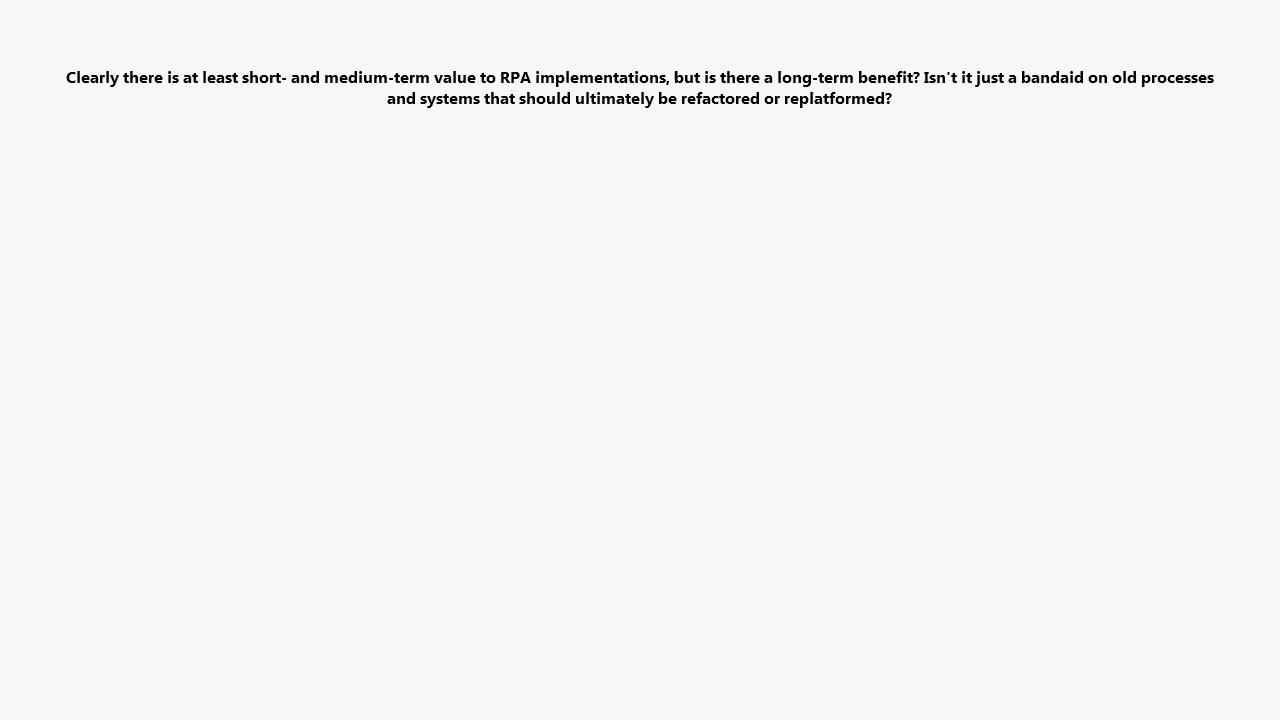 Clearly there is at least short- and medium-term value to RPA implementations, but is there a long-term benefit? Isn't it just a bandaid on old processes
and systems that should ultimately be refactored or replatformed?